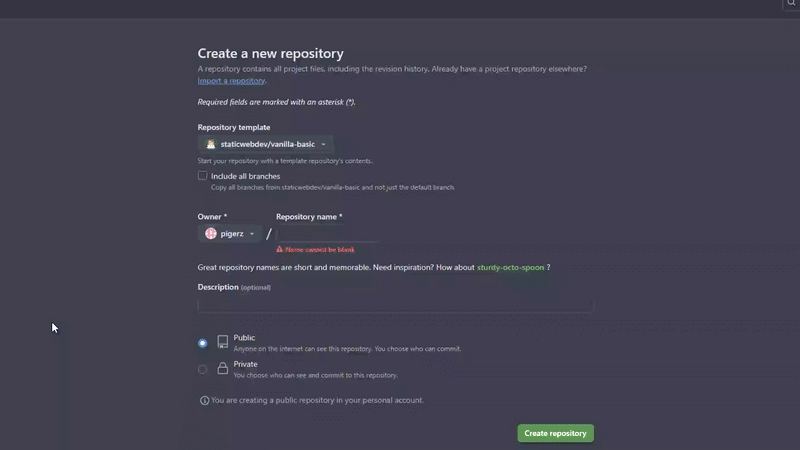 Create a new repository
A repository contains all project files, including the revision history. Already have a project repository elsewhere?
Import a repository.
Required fields are marked with an asterisk (*).
Repository template
staticwebdev/vanilla-basic
Start your repository with a template repository's contents.
Include all branches
Copy all branches from staticwebdev/vanilla-basic and not just the default branch.
Owner * Repository name *
pigerz /
Name cannot be blank
Great repository names are short and memorable. Need inspiration? How about sturdy-octo-spoon ?
Description (optional)
Public
Anyone on the internet can see this repository. You choose who can commit.
Private
You choose who can see and commit to this repository.
You are creating a public repository in your personal account.
Create repository